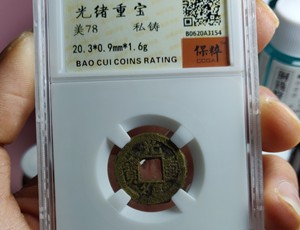 光绪重宝
美78 私铸
B0620A3154
20.3*0.9mm*1.6g
保粹
BAO CUI COINS RATING